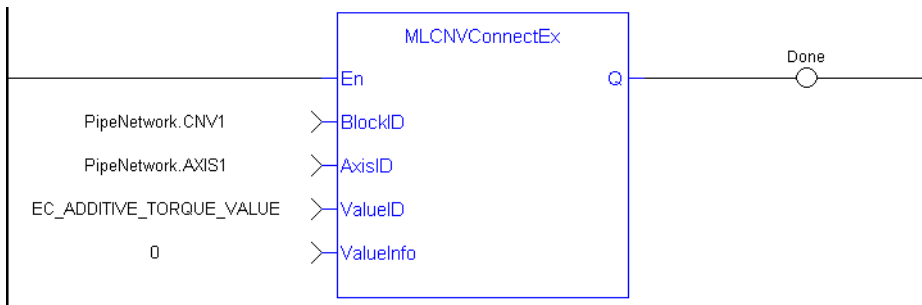 MLCNVConnectEx
Done
En
Q
PipeNetwork.CNV1
BlockID
PipeNetwork.AXIS1
AxisID
EC_ADDITIVE_TORQUE_VALUE
ValueID
0
ValueInfo